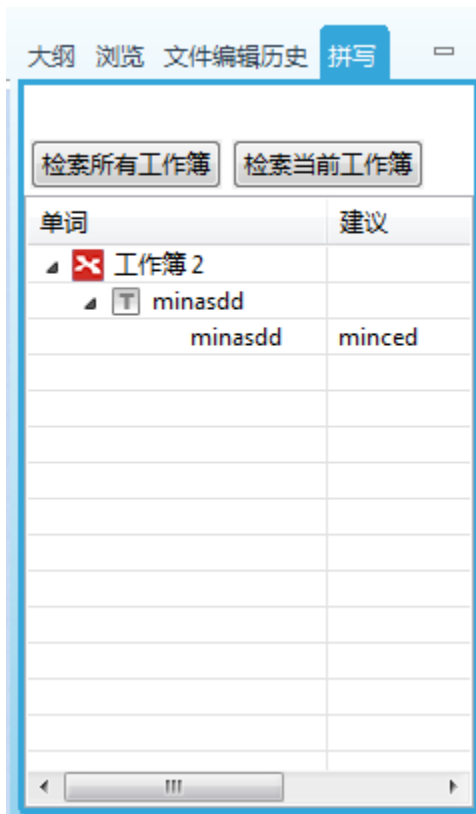 大纲 浏览 文件编辑历史 拼写
检索所有工作簿 检索当前工作簿
单词 建议
工作簿 2
T minasdd
minasdd minced